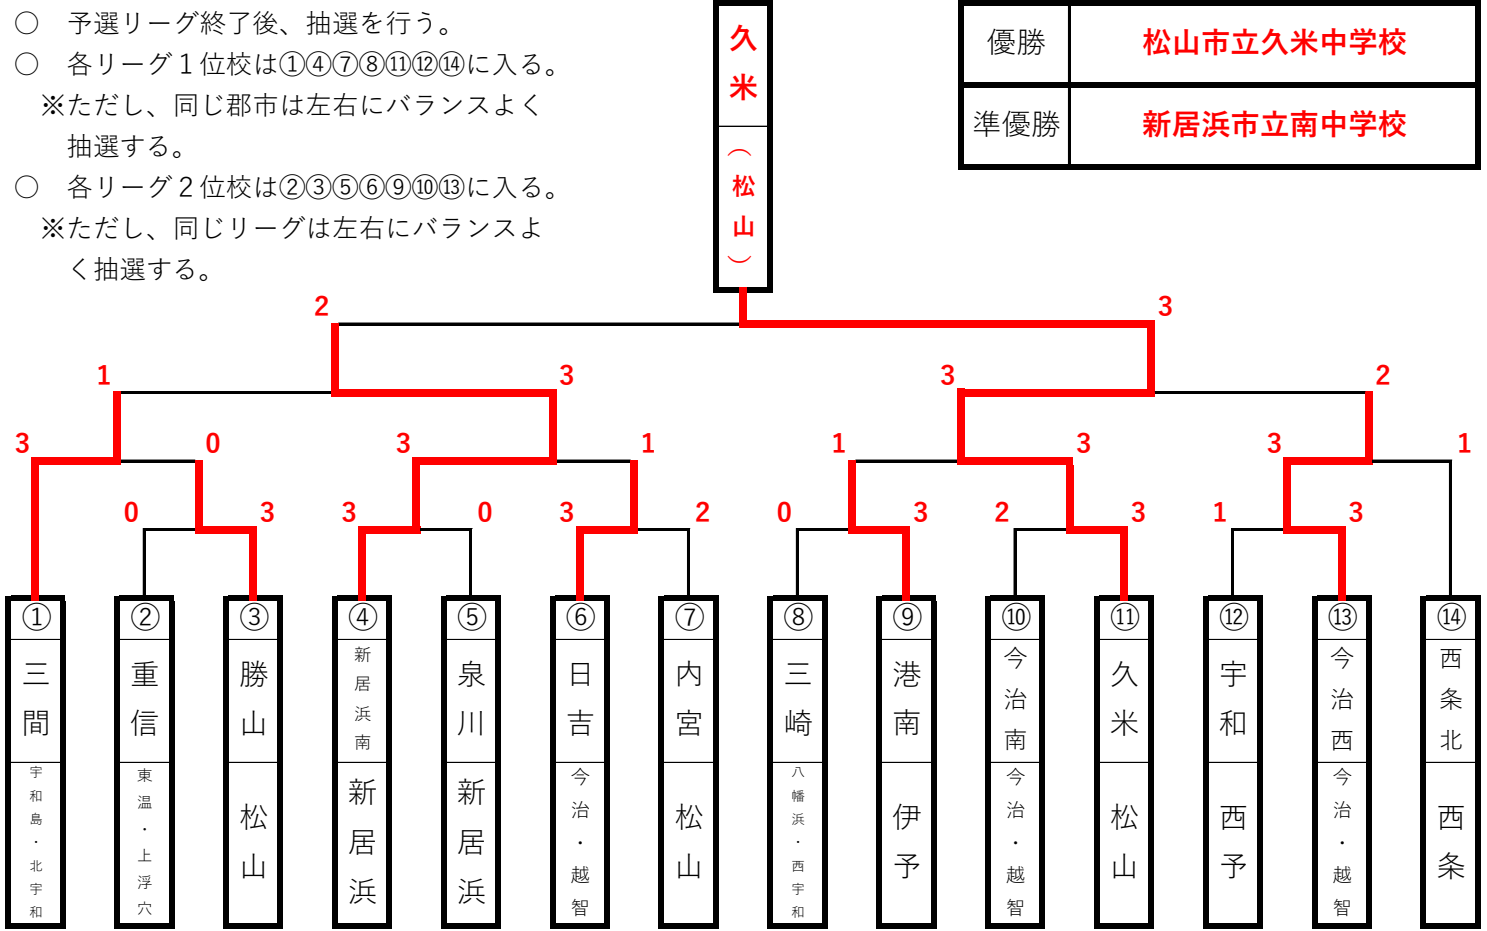 ○　予選リーグ終了後、抽選を行う。
○　各リーグ１位校は①④⑦⑧⑪⑫⑭に入る。
※ただし、同じ郡市は左右にバランスよく
抽選する。
○　各リーグ２位校は②③⑤⑥⑨⑩⑬に入る。
※ただし、同じリーグは左右にバランスよ
く抽選する。
久米
（松山）
優勝 松山市立久米中学校
準優勝 新居浜市立南中学校
2 3
1 3 3 2
3 0 3 1 1 3 3 1
0 3 3 0 3 2 0 3 2 3 1 3
① ② ③ ④ ⑤ ⑥ ⑦ ⑧ ⑨ ⑩ ⑪ ⑫ ⑬ ⑭
三間 重信 勝山 新居浜南 泉川 日吉 内宮 三崎 港南 今治南 久米 宇和 今治西 西条北
宇和島・北宇和 東温・上浮穴 松山 新居浜 新居浜 今治・越智 松山 八幡浜・西宇和 伊予 今治・越智 松山 西予 今治・越智 西条